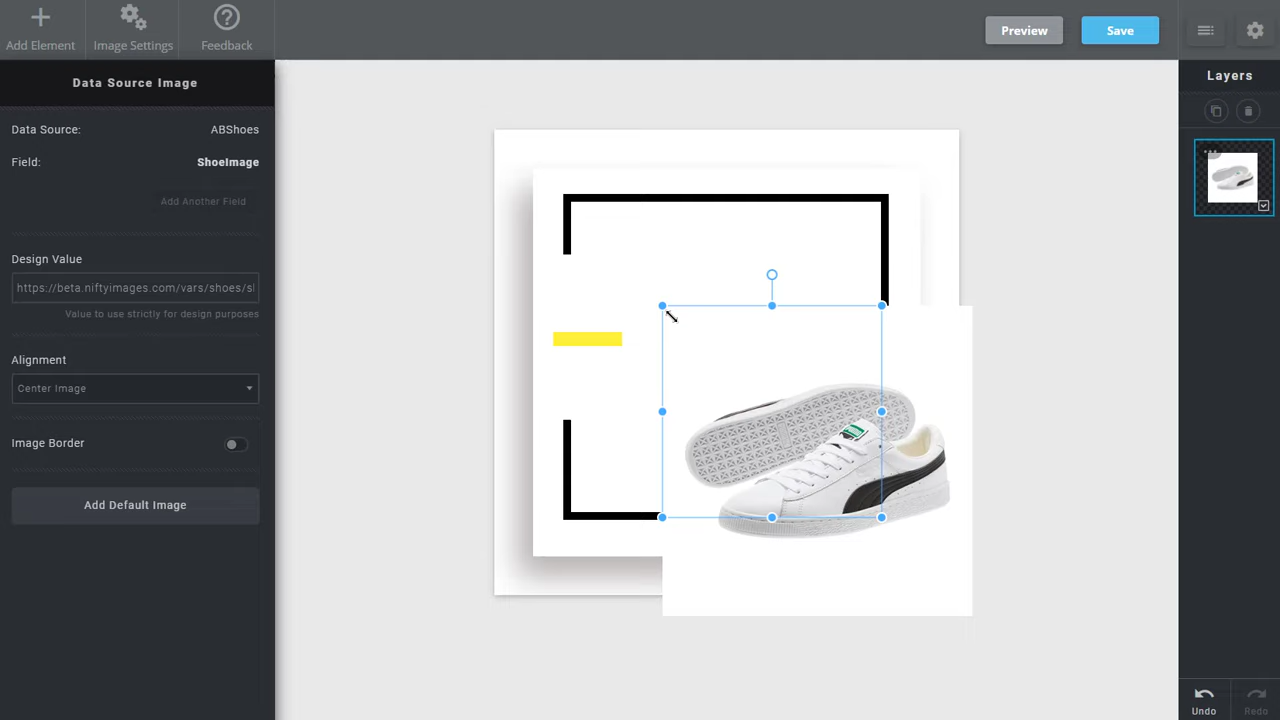 Add Element
Image Settings
Feedback
Preview
Save
Data Source Image
Layers
Data Source: ABShoes
Field: ShoeImage
Add Another Field
Design Value
https://beta.niftyimages.com/vars/shoes/sl
Value to use strictly for design purposes
Alignment
Center Image
Image Border
Add Default Image
Undo
Redo